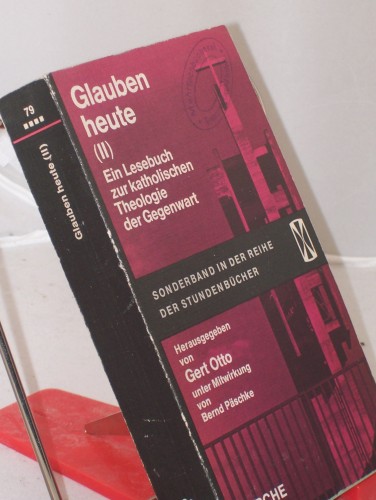 79
Glauben heute (II)
Glauben
heute
(II)
Ein Lesebuch
zur katholischen
Theologie
der Gegenwart
SONDERBAND IN DER REIHE
DER STUNDENBÜCHER
Herausgegeben
von
Gert Otto
unter Mitwirkung
von
Bernd Päschke